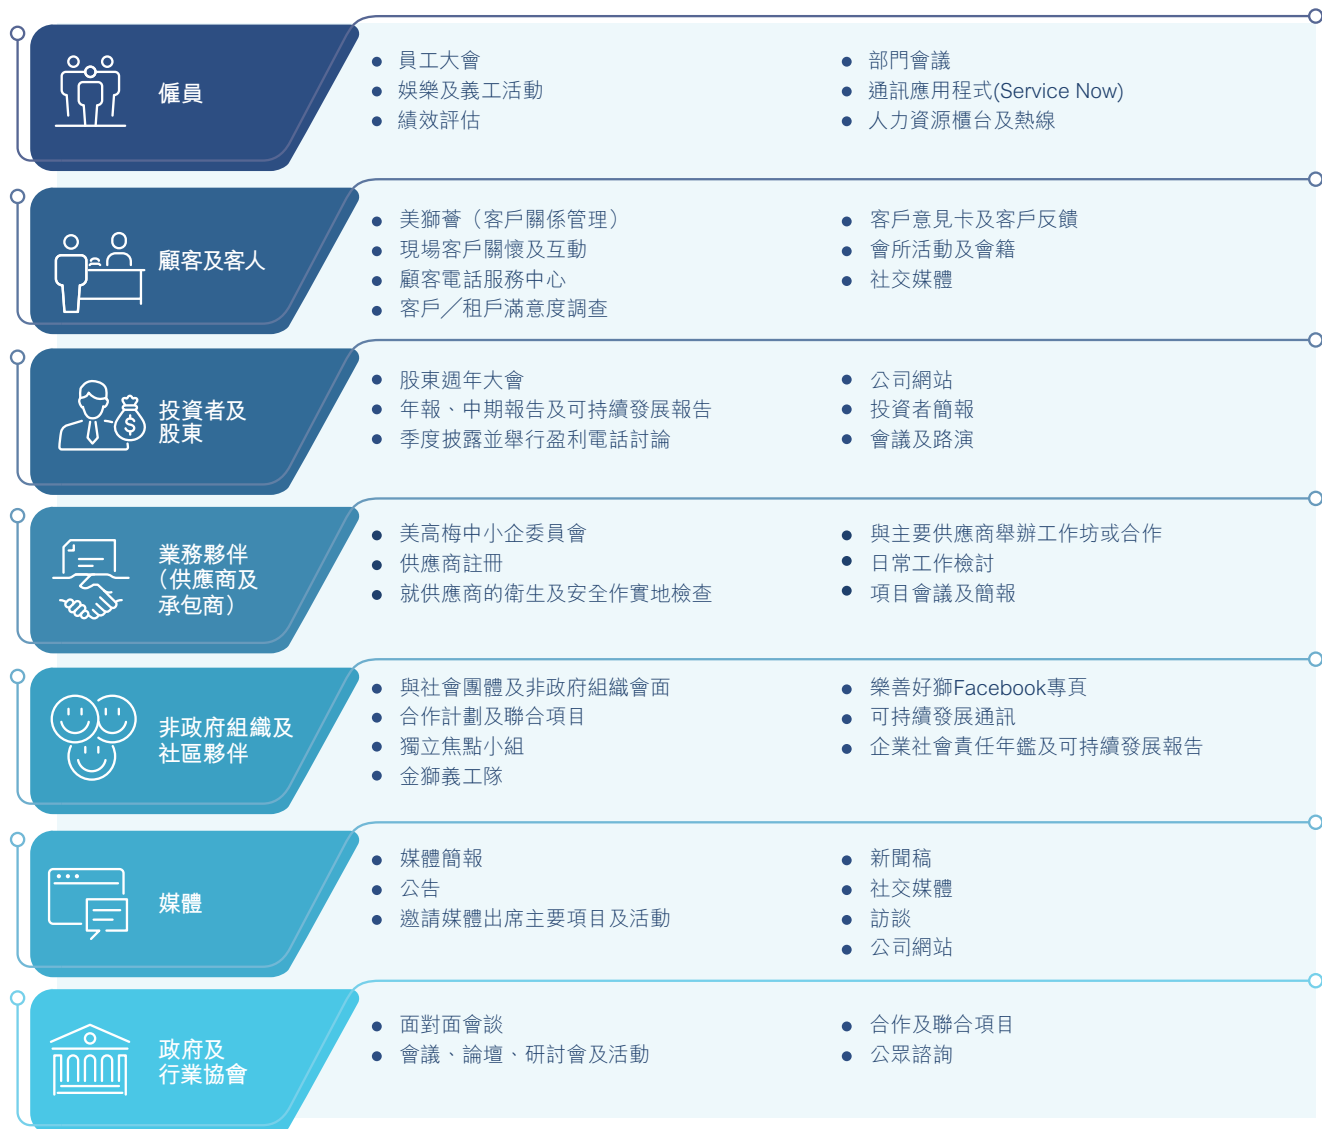 僱員
員工大會
娛樂及義工活動
績效評估
部門會議
通訊應用程式(Service Now)
人力資源櫃台及熱線
顧客及客人
美獅薈（客戶關係管理）
現場客戶關懷及互動
顧客電話服務中心
客戶／租戶滿意度調查
客戶意見卡及客戶反饋
會所活動及會籍
社交媒體
投資者及
股東
股東週年大會
年報、中期報告及可持續發展報告
季度披露並舉行盈利電話討論
公司網站
投資者簡報
會議及路演
業務夥伴
（供應商及
承包商）
美高梅中小企委員會
供應商註冊
就供應商的衛生及安全作實地檢查
與主要供應商舉辦工作坊或合作
日常工作檢討
項目會議及簡報
非政府組織及
社區夥伴
與社會團體及非政府組織會面
合作計劃及聯合項目
獨立焦點小組
金獅義工隊
樂善好獅Facebook專頁
可持續發展通訊
企業社會責任年鑑及可持續發展報告
媒體
媒體簡報
公告
邀請媒體出席主要項目及活動
新聞稿
社交媒體
訪談
公司網站
政府及
行業協會
面對面會談
會議、論壇、研討會及活動
合作及聯合項目
公眾諮詢